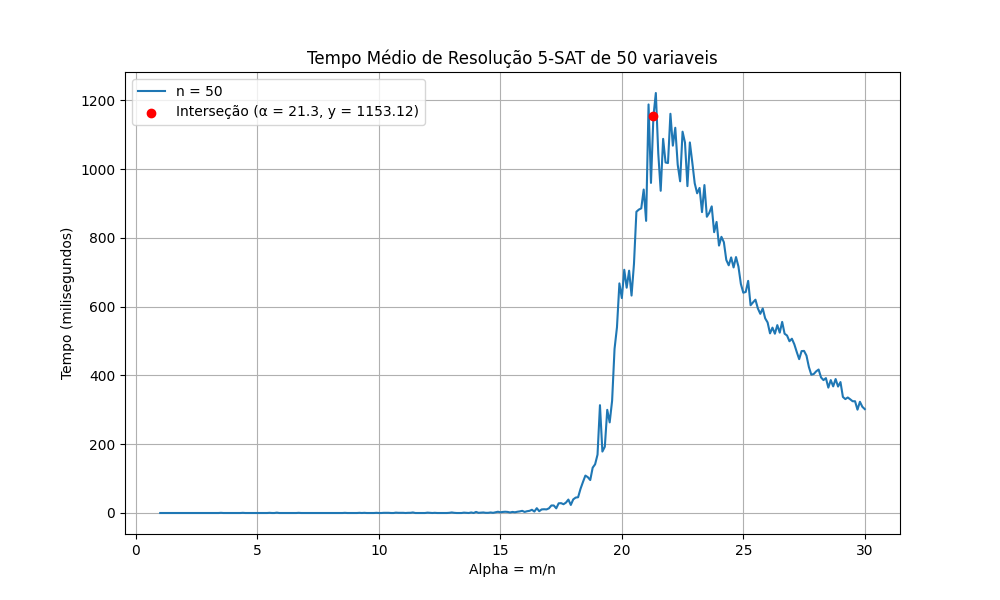 Tempo Médio de Resolução 5-SAT de 50 variaveis
n = 50
Interseção (α = 21.3, y = 1153.12)
Tempo (milisegundos)
1200
1000
800
600
400
200
0
0 5 10 15 20 25 30
Alpha = m/n